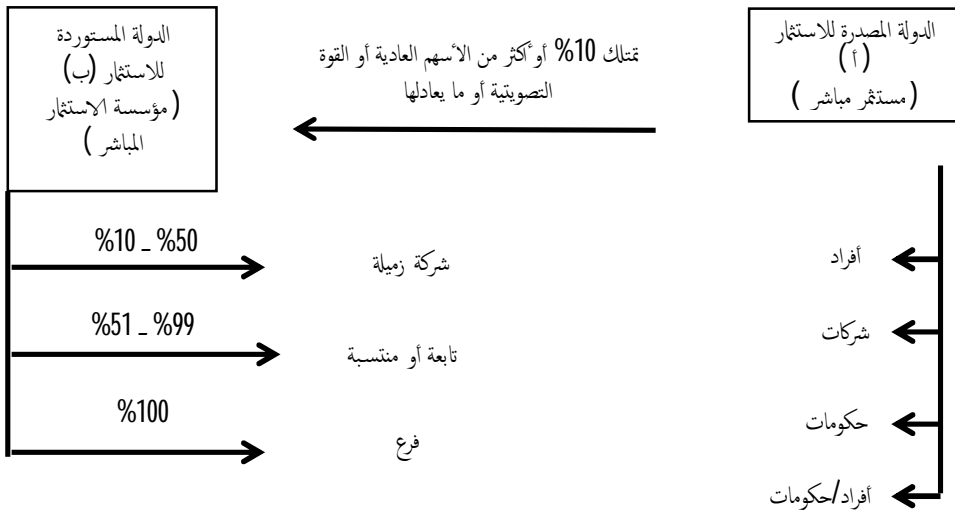 الدولة المصدرة للاستثمار
(أ)
(مستثمر مباشر )
تمتلك 10% أو أكثر من الأسهم العادية أو القوة
التصويتية أو ما يعادلها
الدولة المستوردة
للاستثمار (ب)
(مؤسسة الاستثمار
المباشر )
أفراد
شركات
حكومات
أفراد/حكومات
%10 _ %50
شركة زميلة
%51 _ %99
تابعة أو منتسبة
%100
فرع